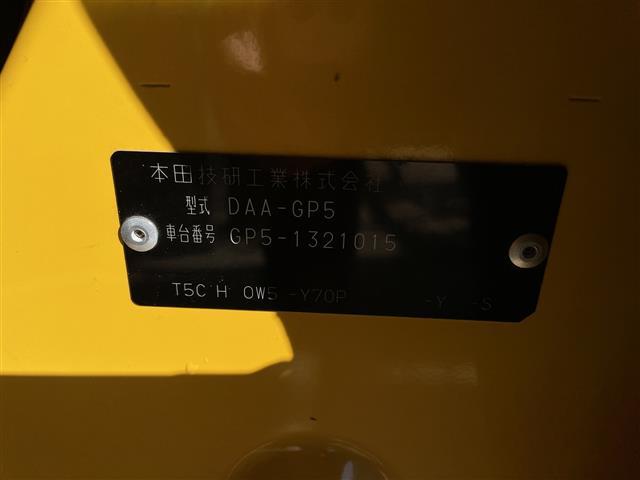 本田技研工業株式会社
型式 DAA-GP5
車台番号 GP5-1321015
T5C H OW5 -Y70P -Y -S